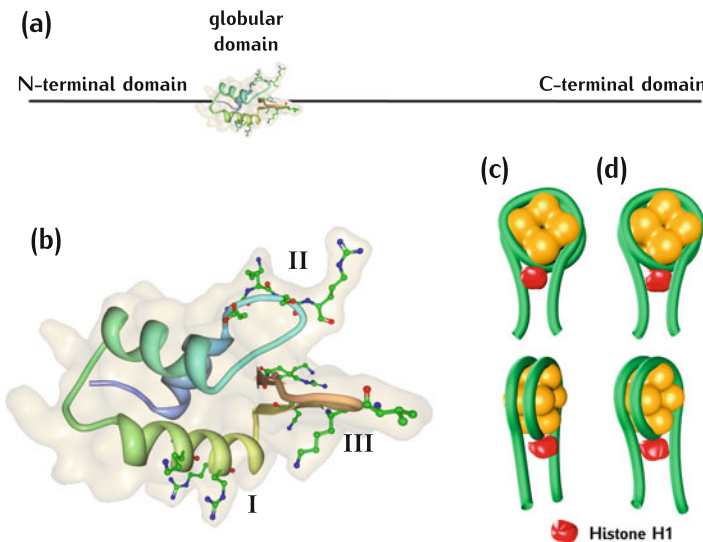 (a)
globular
domain
N-terminal domain
C-terminal domain
(b)
II
III
I
(c)
(d)
Histone H1